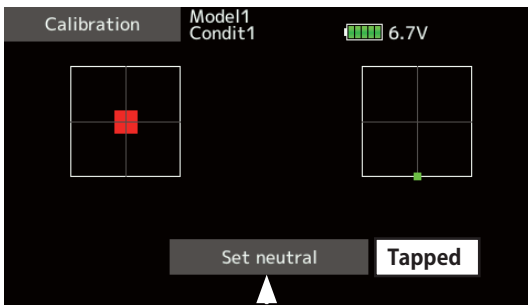 Calibration
Model1
Condit1
6.7V
Set neutral
Tapped